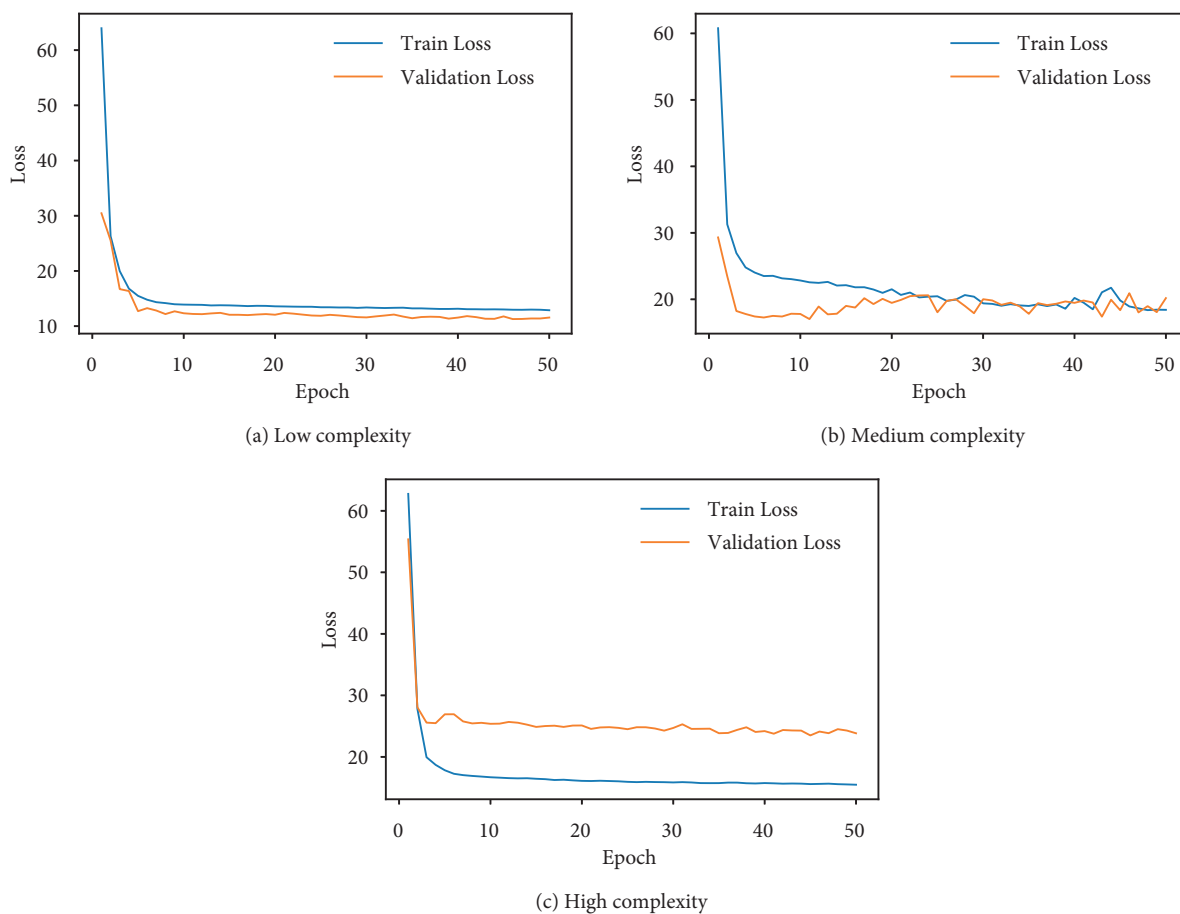 Train Loss
Validation Loss
60
50
40
30
20
10
Loss
0 10 20 30 40 50
Epoch
(a) Low complexity
Train Loss
Validation Loss
60
50
40
30
20
Loss
0 10 20 30 40 50
Epoch
(b) Medium complexity
Train Loss
Validation Loss
60
50
40
30
20
Loss
0 10 20 30 40 50
Epoch
(c) High complexity